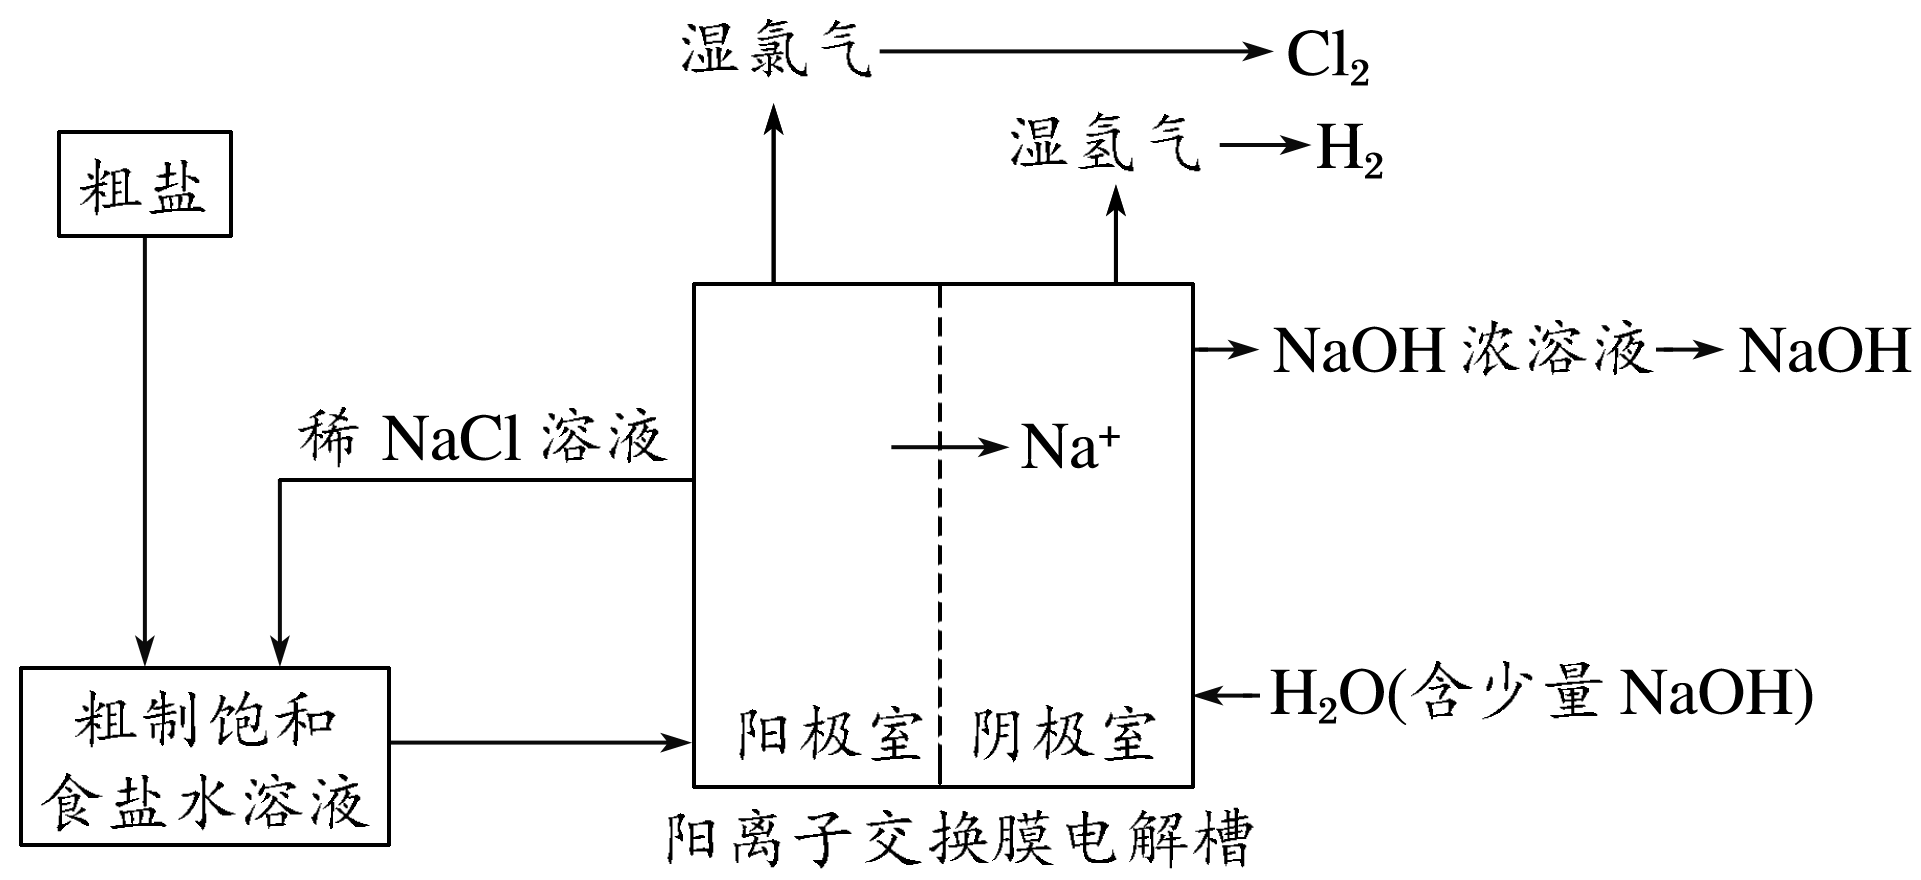 湿氯气
Cl₂
湿氢气
H₂
粗盐
NaOH 浓溶液
NaOH
稀 NaCl 溶液
Na⁺
H₂O(含少量 NaOH)
粗制饱和
食盐水溶液
阳极室
阴极室
阳离子交换膜电解槽